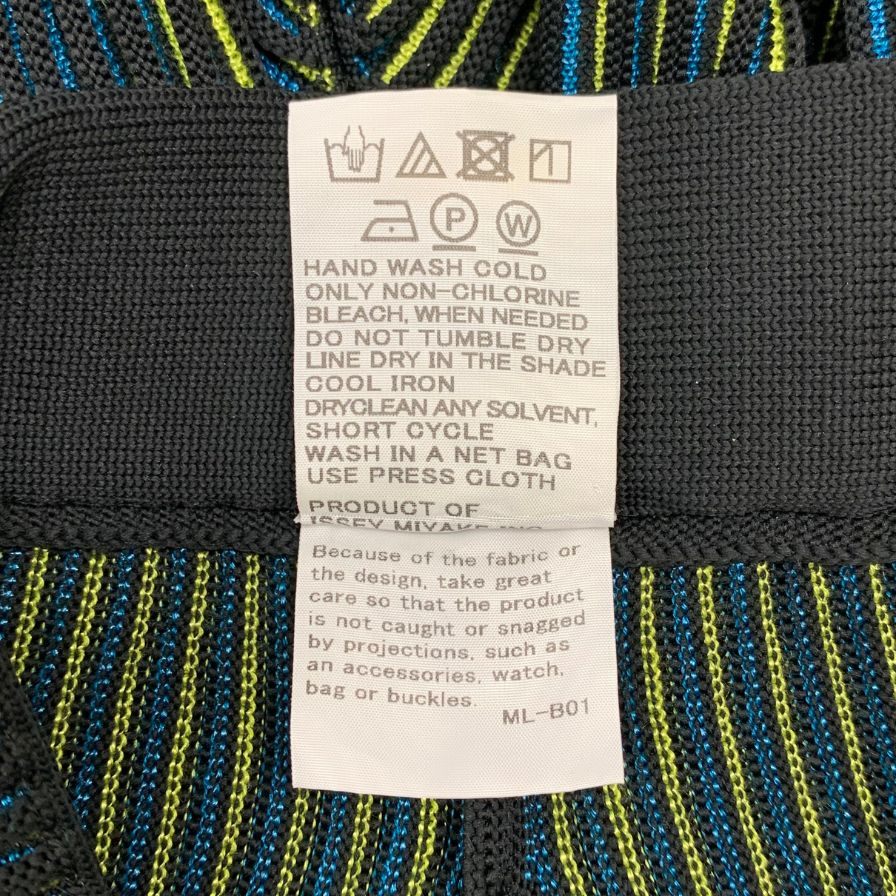 P W
HAND WASH COLD
ONLY NON-CHLORINE
BLEACH, WHEN NEEDED
DO NOT TUMBLE DRY
LINE DRY IN THE SHADE
COOL IRON
DRYCLEAN ANY SOLVENT,
SHORT CYCLE
WASH IN A NET BAG
USE PRESS CLOTH
PRODUCT OF
ISSEY MIYAKE INC.
Because of the fabric or
the design, take great
care so that the product
is not caught or snagged
by projections, such as
an accessories, watch,
bag or buckles.
ML-B01